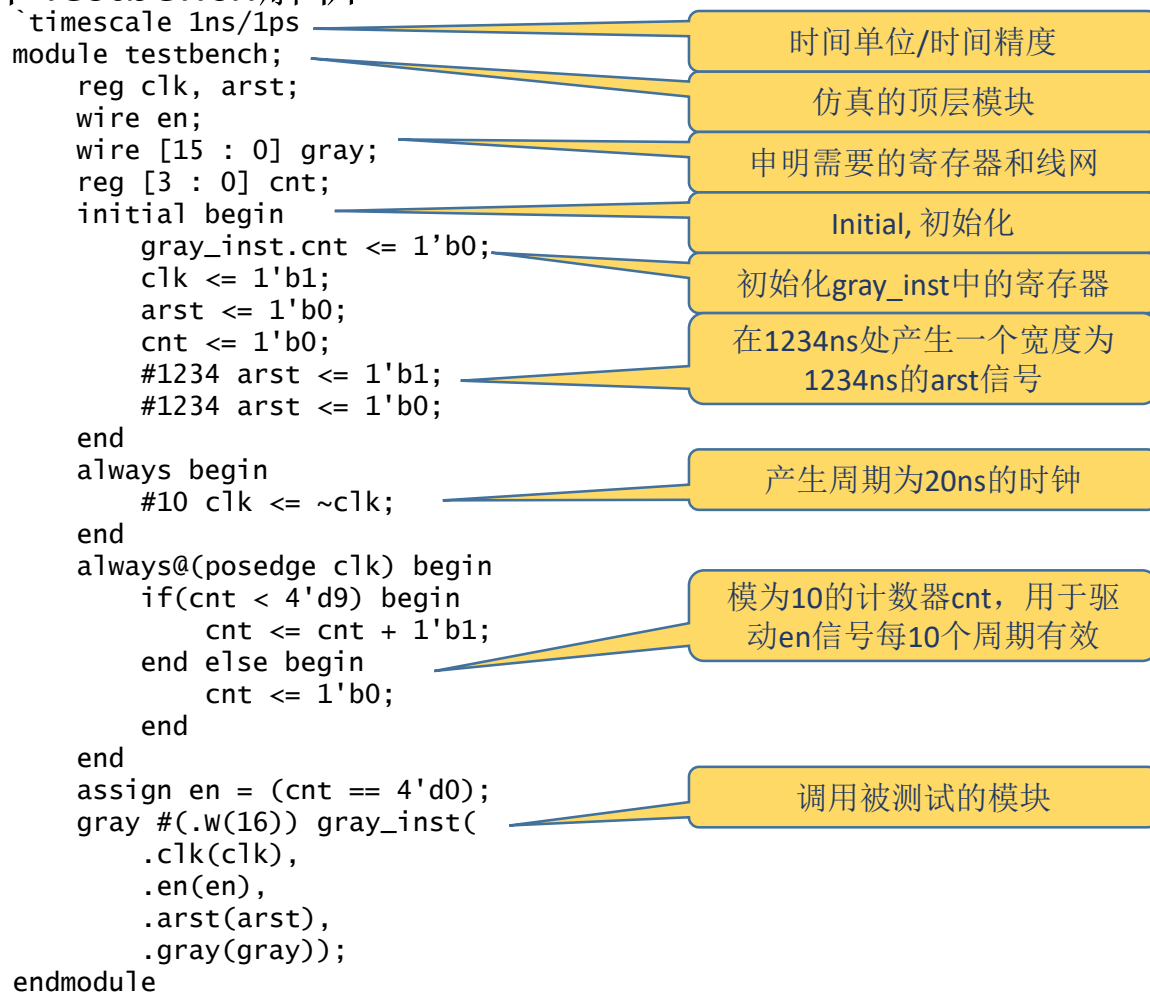 `timescale 1ns/1ps
时间单位/时间精度
module testbench;
仿真的顶层模块
reg clk, arst;
wire en;
wire [15 : 0] gray;
申明需要的寄存器和线网
reg [3 : 0] cnt;
initial begin
Initial, 初始化
gray_inst.cnt <= 1’b0;
初始化gray_inst中的寄存器
clk <= 1'b1;
arst <= 1'b0;
cnt <= 1'b0;
#1234 arst <= 1'b1;
#1234 arst <= 1'b0;
在1234ns处产生一个宽度为
1234ns的arst信号
end
always begin
#10 clk <= ~clk;
产生周期为20ns的时钟
end
always@(posedge clk) begin
if(cnt < 4'd9) begin
cnt <= cnt + 1'b1;
end else begin
cnt <= 1'b0;
end
end
模为10的计数器cnt，用于驱
动en信号每10个周期有效
assign en = (cnt == 4'd0);
gray #(.W(16)) gray_inst(
调用被测试的模块
.clk(clk),
.en(en),
.arst(arst),
.gray(gray));
endmodule